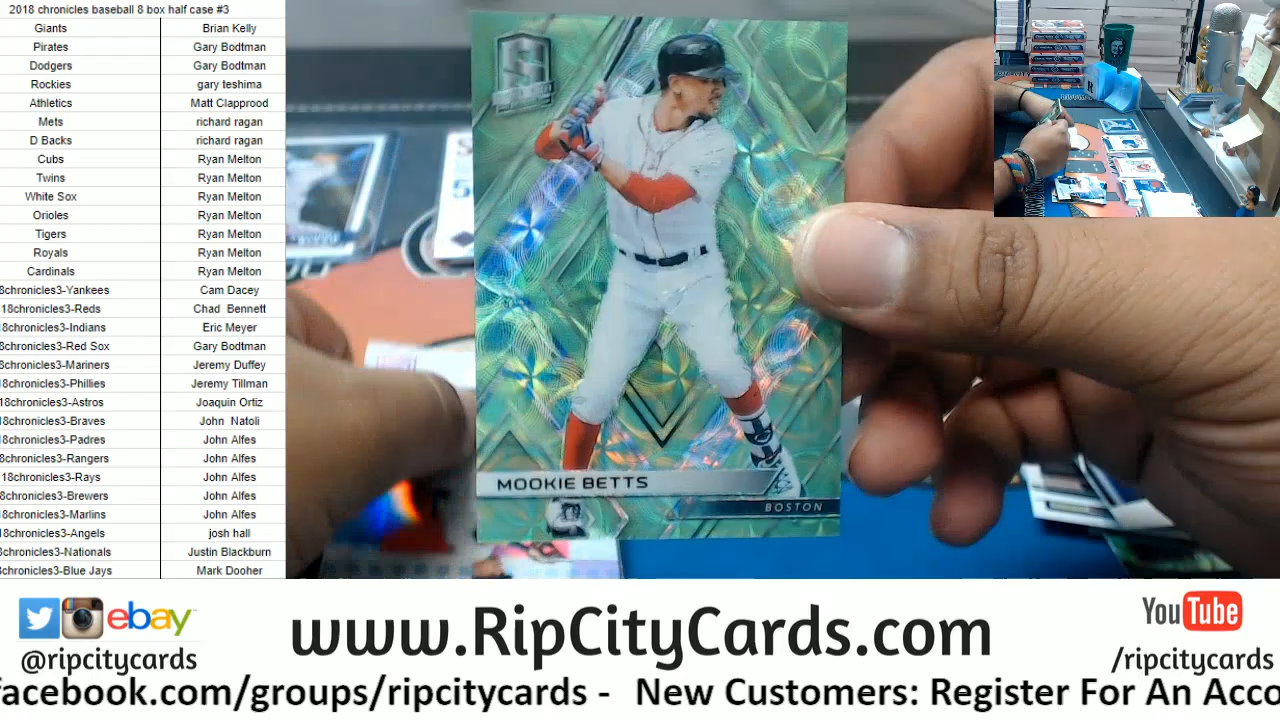 2018 chronicles baseball 8 box half case #3
Giants Brian Kelly
Pirates Gary Bodtman
Dodgers Gary Bodtman
Rockies gary teshima
Athletics Matt Clapprood
Mets richard ragan
D Backs richard ragan
Cubs Ryan Melton
Twins Ryan Melton
White Sox Ryan Melton
Orioles Ryan Melton
Tigers Ryan Melton
Royals Ryan Melton
Cardinals Ryan Melton
8chronicles3-Yankees Cam Dacey
18chronicles3-Reds Chad Bennett
18chronicles3-Indians Eric Meyer
8chronicles3-Red Sox Gary Bodtman
8chronicles3-Mariners Jeremy Duffey
8chronicles3-Phillies Jeremy Tillman
18chronicles3-Astros Joaquin Ortiz
8chronicles3-Braves John Natoli
8chronicles3-Padres John Alfes
8chronicles3-Rangers John Alfes
18chronicles3-Rays John Alfes
8chronicles3-Brewers John Alfes
8chronicles3-Marlins John Alfes
18chronicles3-Angels josh hall
chronicles3-Nationals Justin Blackburn
chronicles3-Blue Jays Mark Dooher
MOOKIE BETTS
BOSTON
ebay
@ripcitycards
www.RipCityCards.com
YouTube
/ripcitycards
facebook.com/groups/ripcitycards - New Customers: Register For An Acco